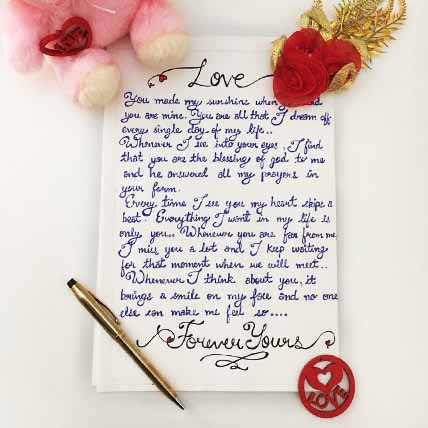 LOVE
Love
You made my sunshine when
you are mine. You are all that I dream off
every single day of my life..
Whenever I see into your eyes, I find
that you are the blessing of god to me
and he answered all my prayers in
your form.
Every time I see you my heart skips a
beat. Everything I want in my life is
only you.. Whenever you are far from me
I miss you a lot and I keep waiting
for that moment when we will meet..
Whenever I think about you, it
brings a smile on my face and no one
else can make me feel so....
Forever Yours
LOVE